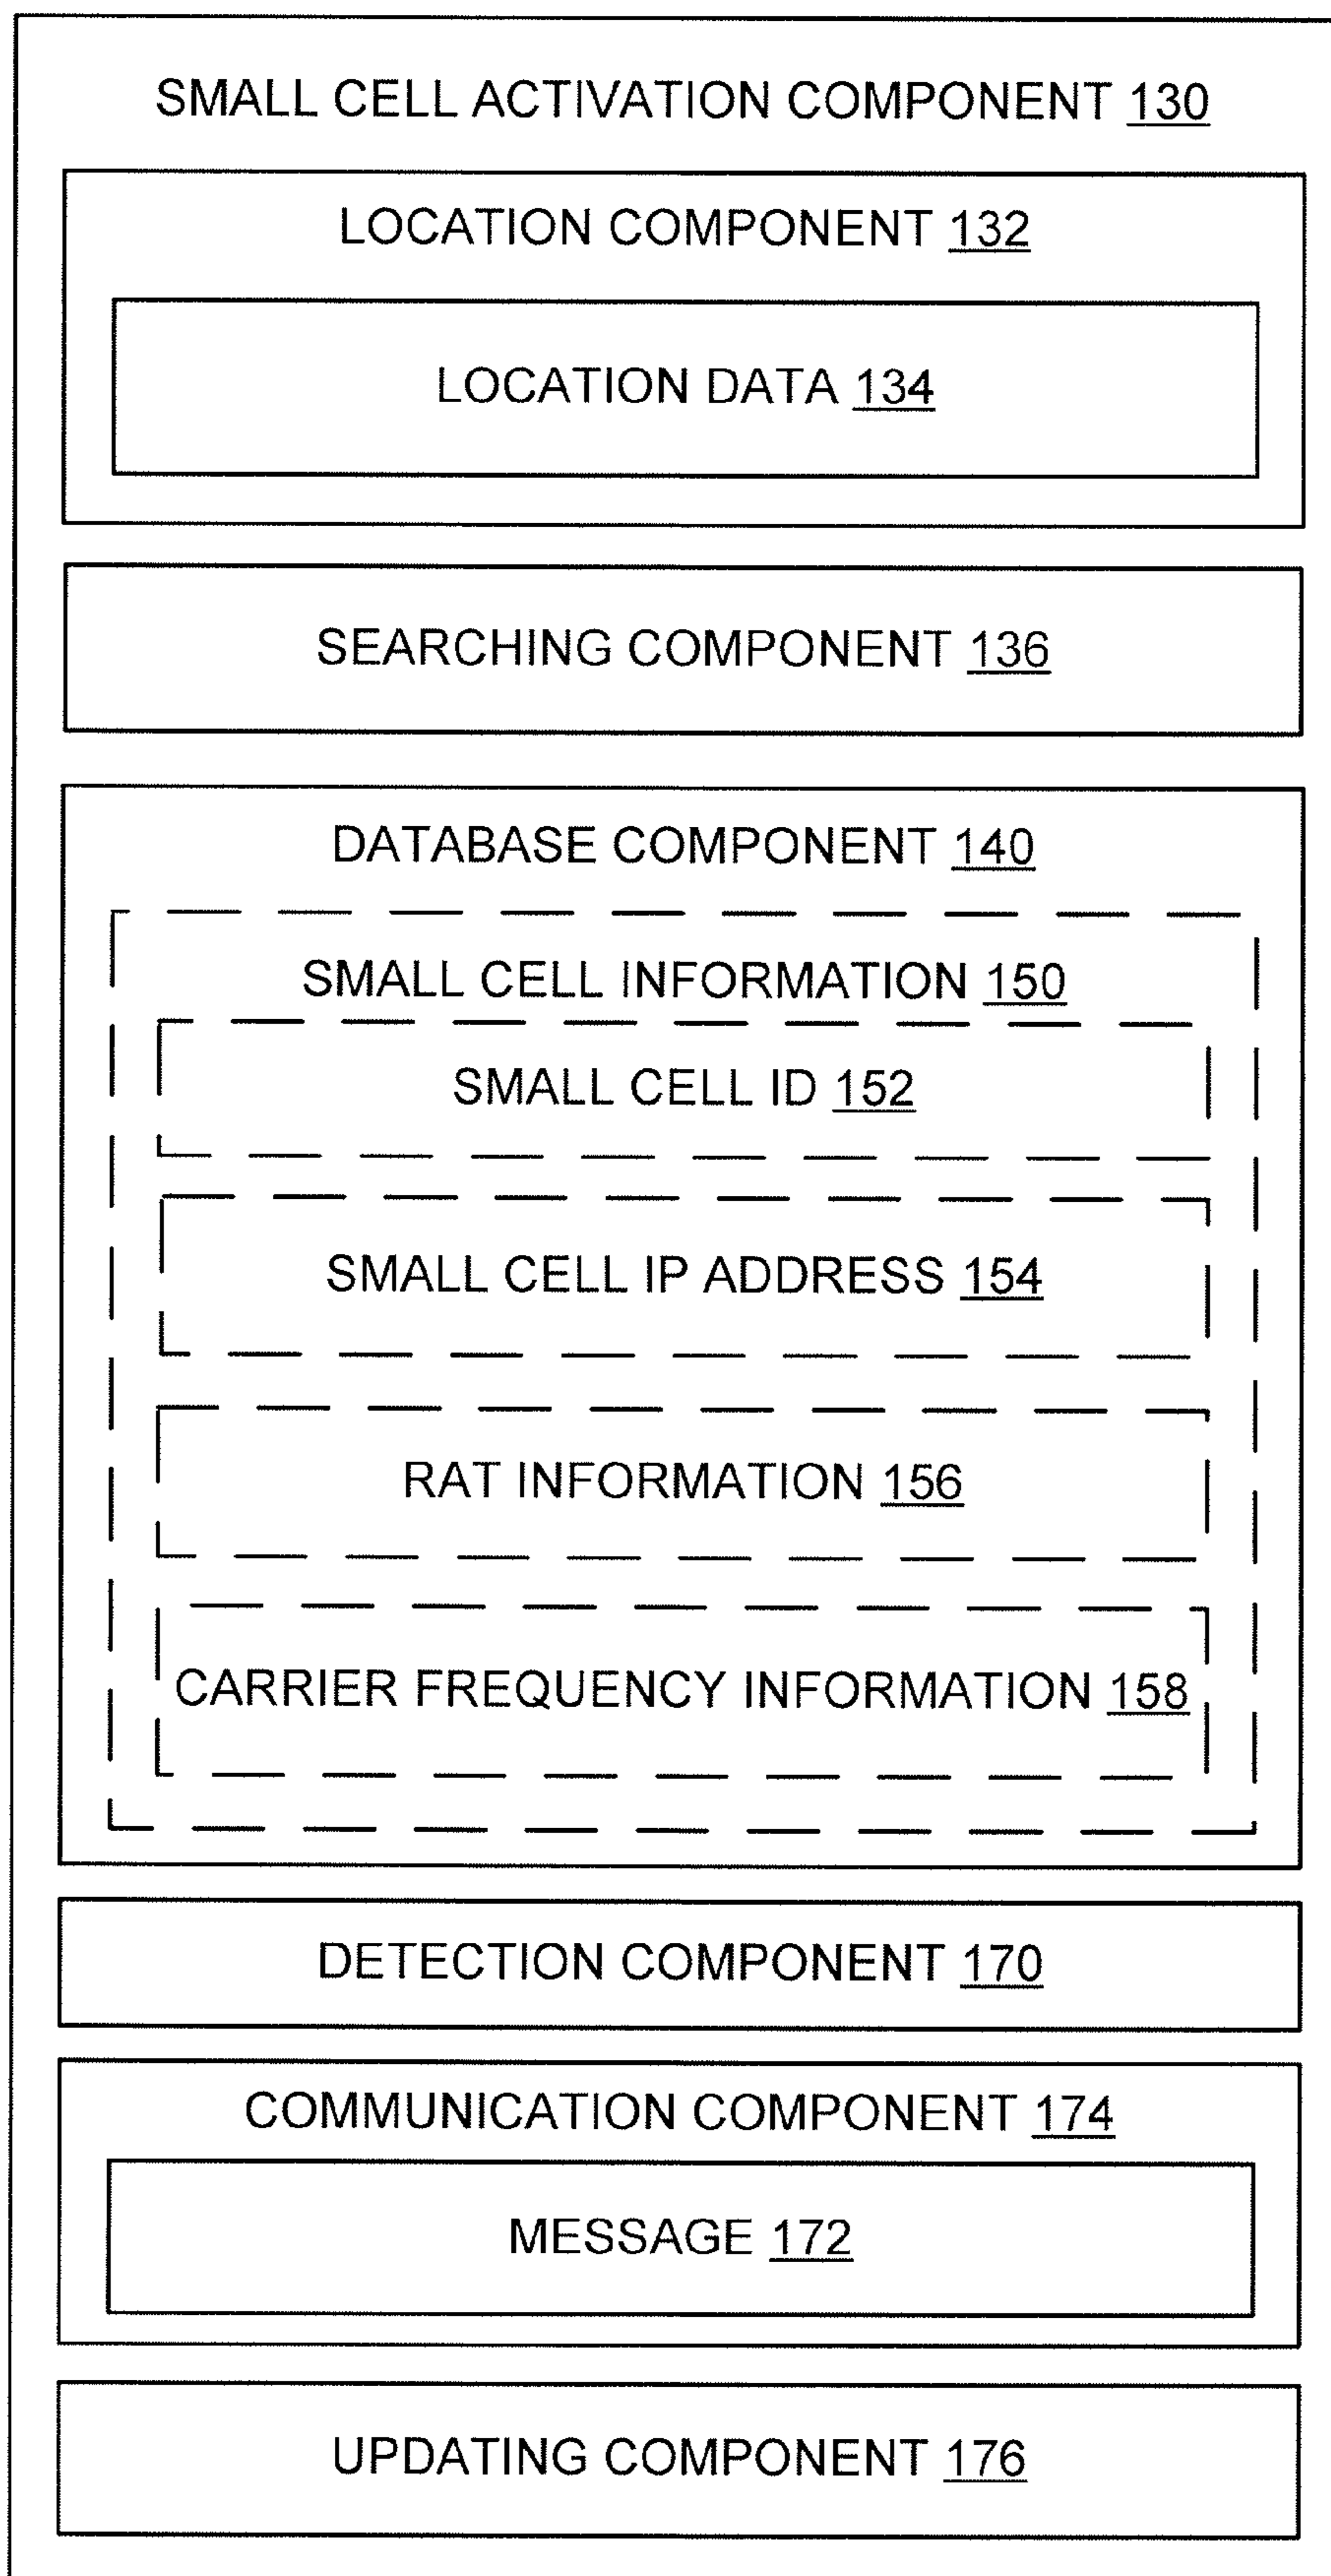 SMALL CELL ACTIVATION COMPONENT 130
LOCATION COMPONENT 132
LOCATION DATA 134
SEARCHING COMPONENT 136
DATABASE COMPONENT 140
SMALL CELL INFORMATION 150
SMALL CELL ID 152
SMALL CELL IP ADDRESS 154
RAT INFORMATION 156
CARRIER FREQUENCY INFORMATION 158
DETECTION COMPONENT 170
COMMUNICATION COMPONENT 174
MESSAGE 172
UPDATING COMPONENT 176